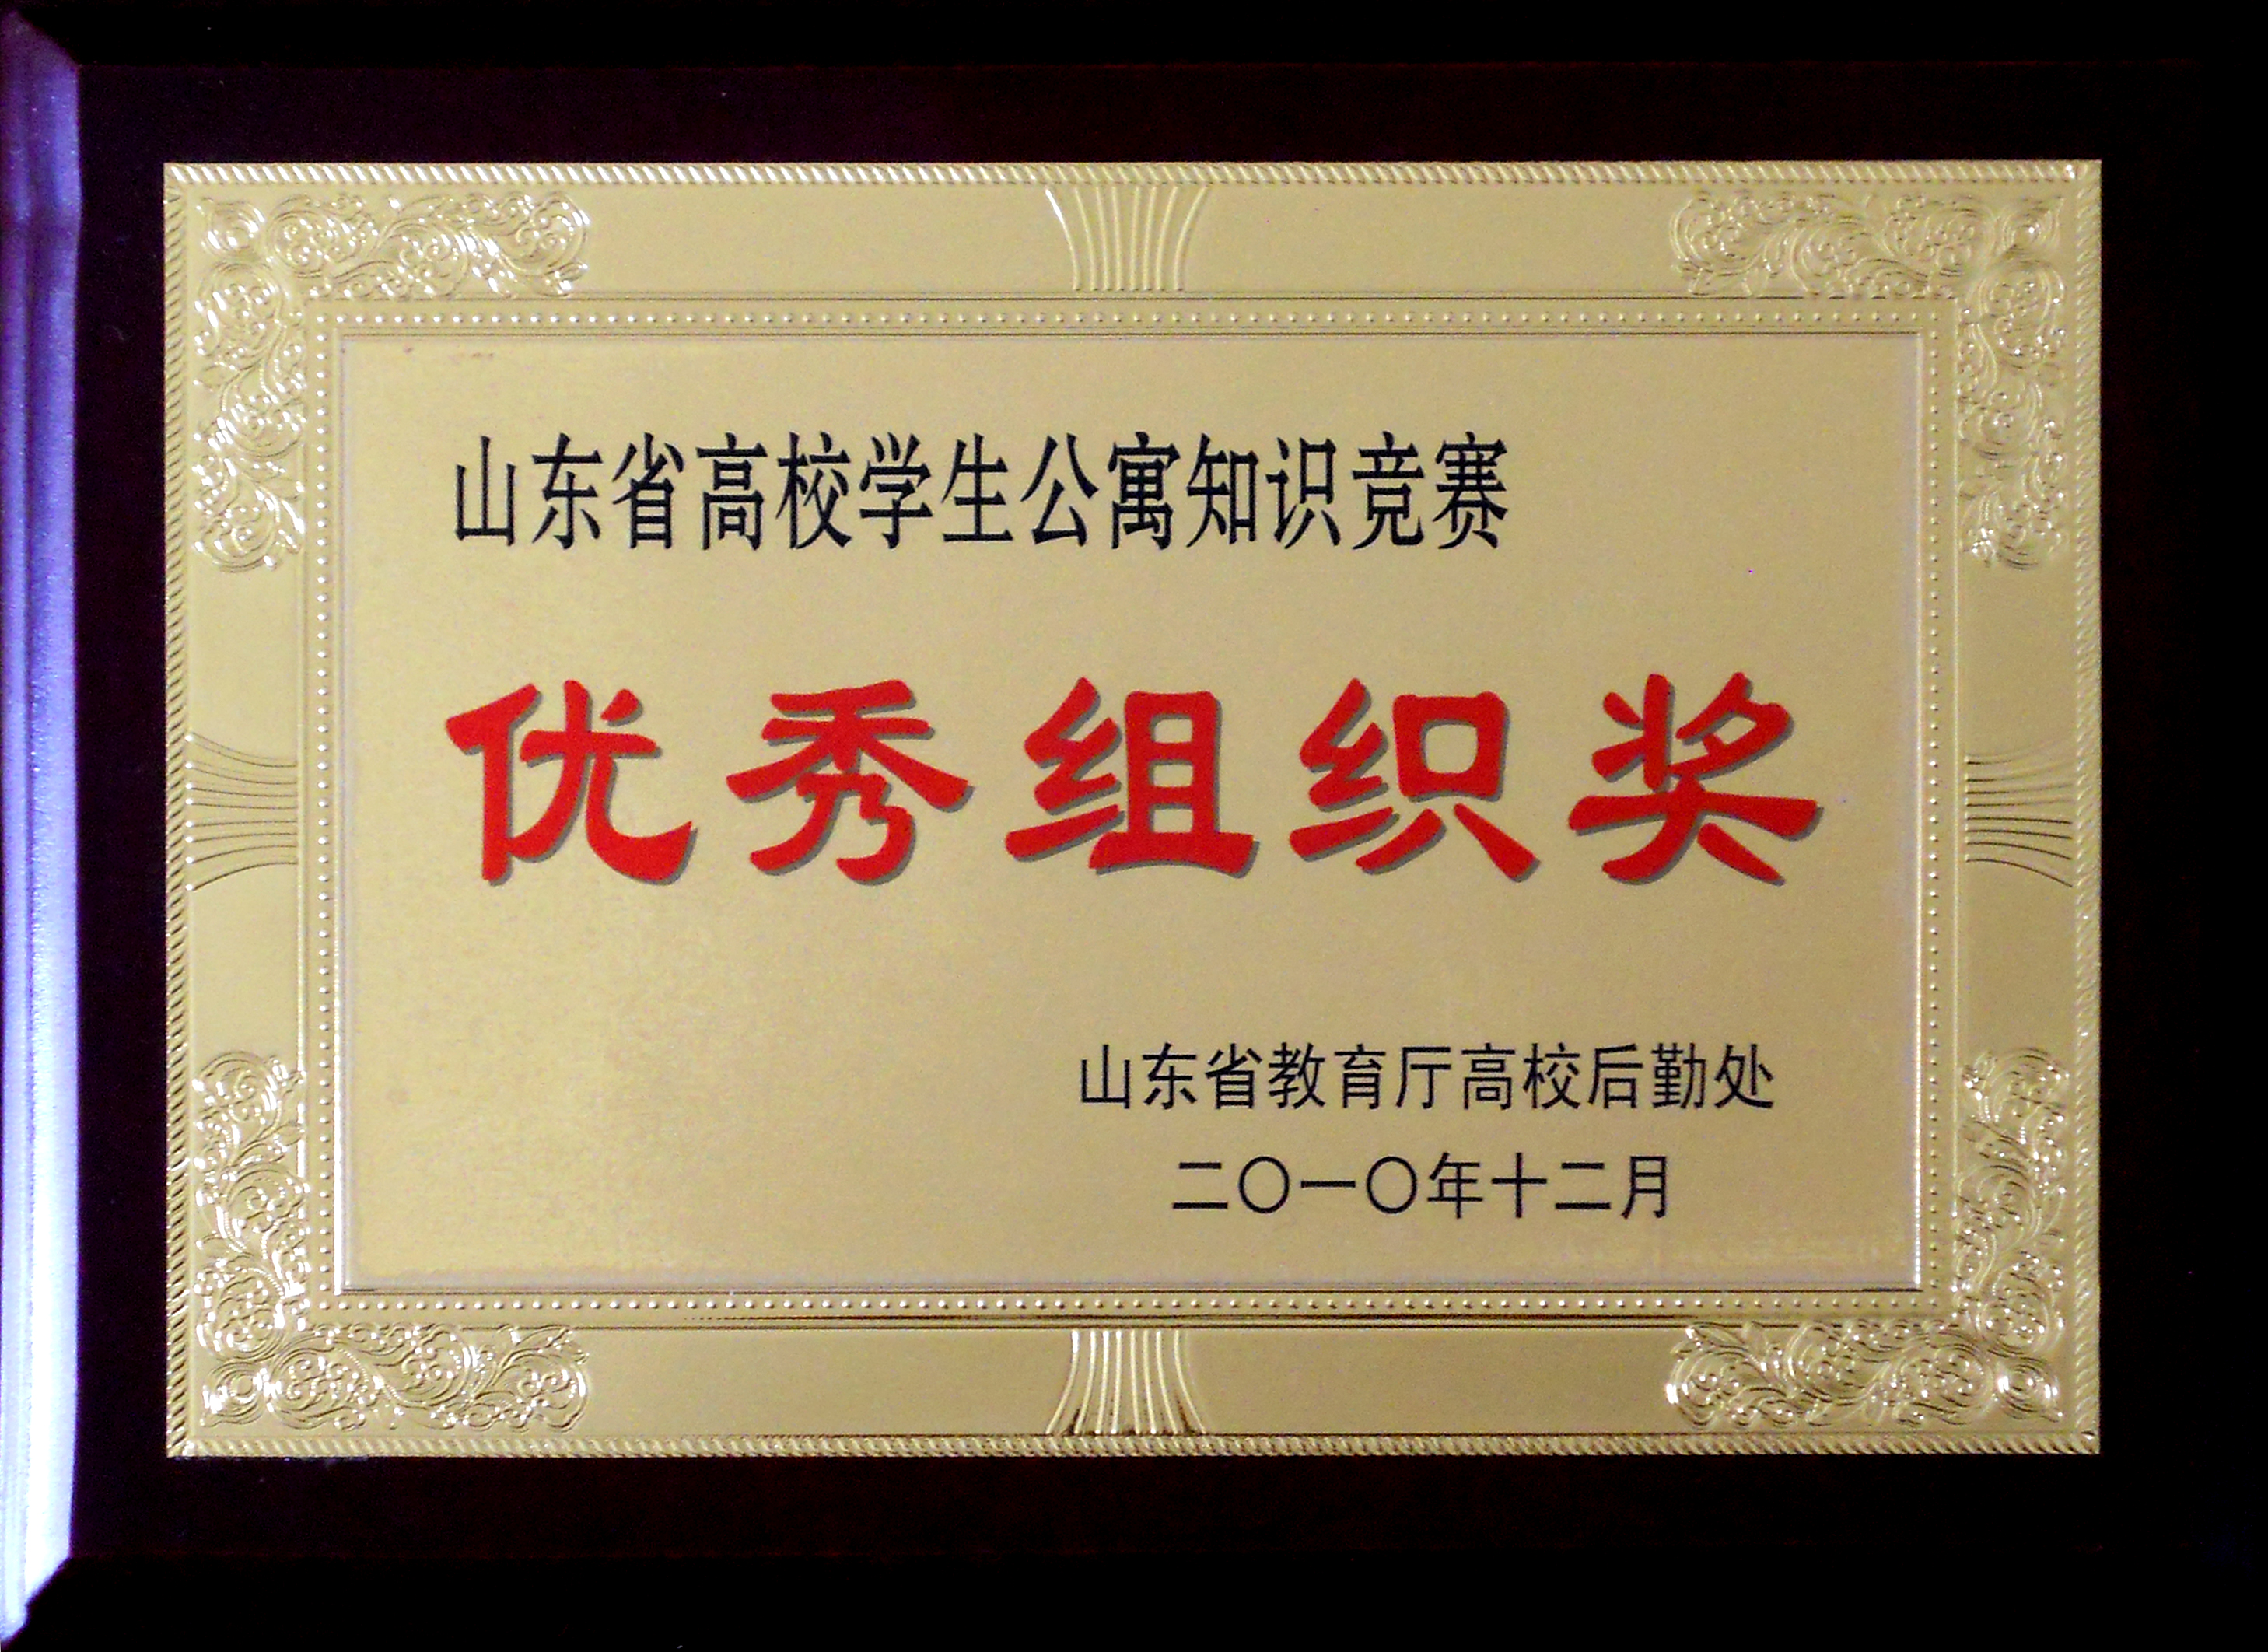 山东省高校学生公寓知识竞赛
优秀组织奖
山东省教育厅高校后勤处
二〇一〇年十二月